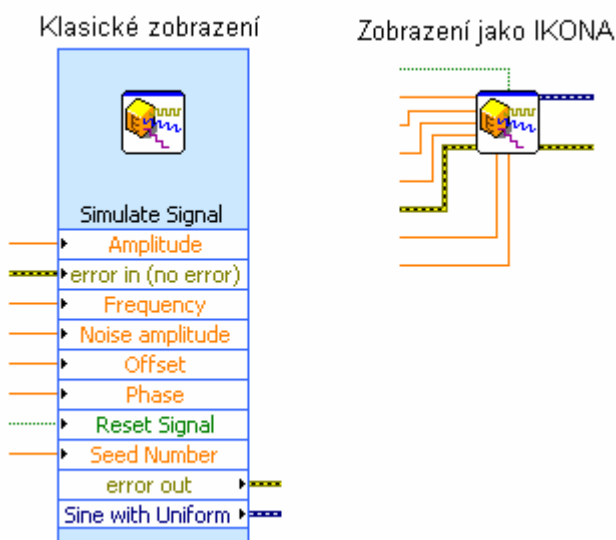 Klasické zobrazení
Zobrazení jako IKONA
Simulate Signal
Amplitude
error in (no error)
Frequency
Noise amplitude
Offset
Phase
Reset Signal
Seed Number
error out
Sine with Uniform